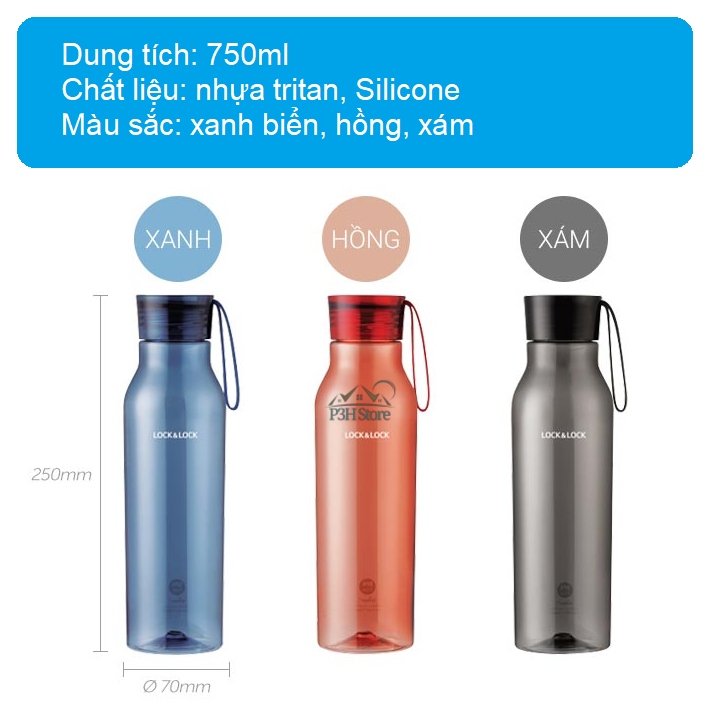 Dung tích: 750ml
Chất liệu: nhựa tritan, Silicone
Màu sắc: xanh biển, hồng, xám
XANH
HỒNG
XÁM
P3H Store
LOCK&LOCK
LOCK&LOCK
LOCK&LOCK
250mm
Ø 70mm